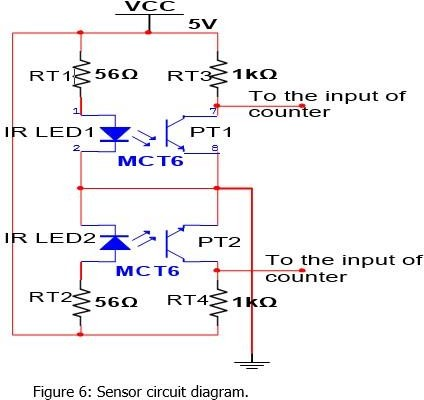 VCC
5V
RT1 56Ω
RT3 1kΩ
To the input of
counter
1
7
IR LED1
PT1
2
8
MCT6
IR LED2
PT2
MCT6
To the input of
counter
RT2 56Ω
RT4 1kΩ
Figure 6: Sensor circuit diagram.